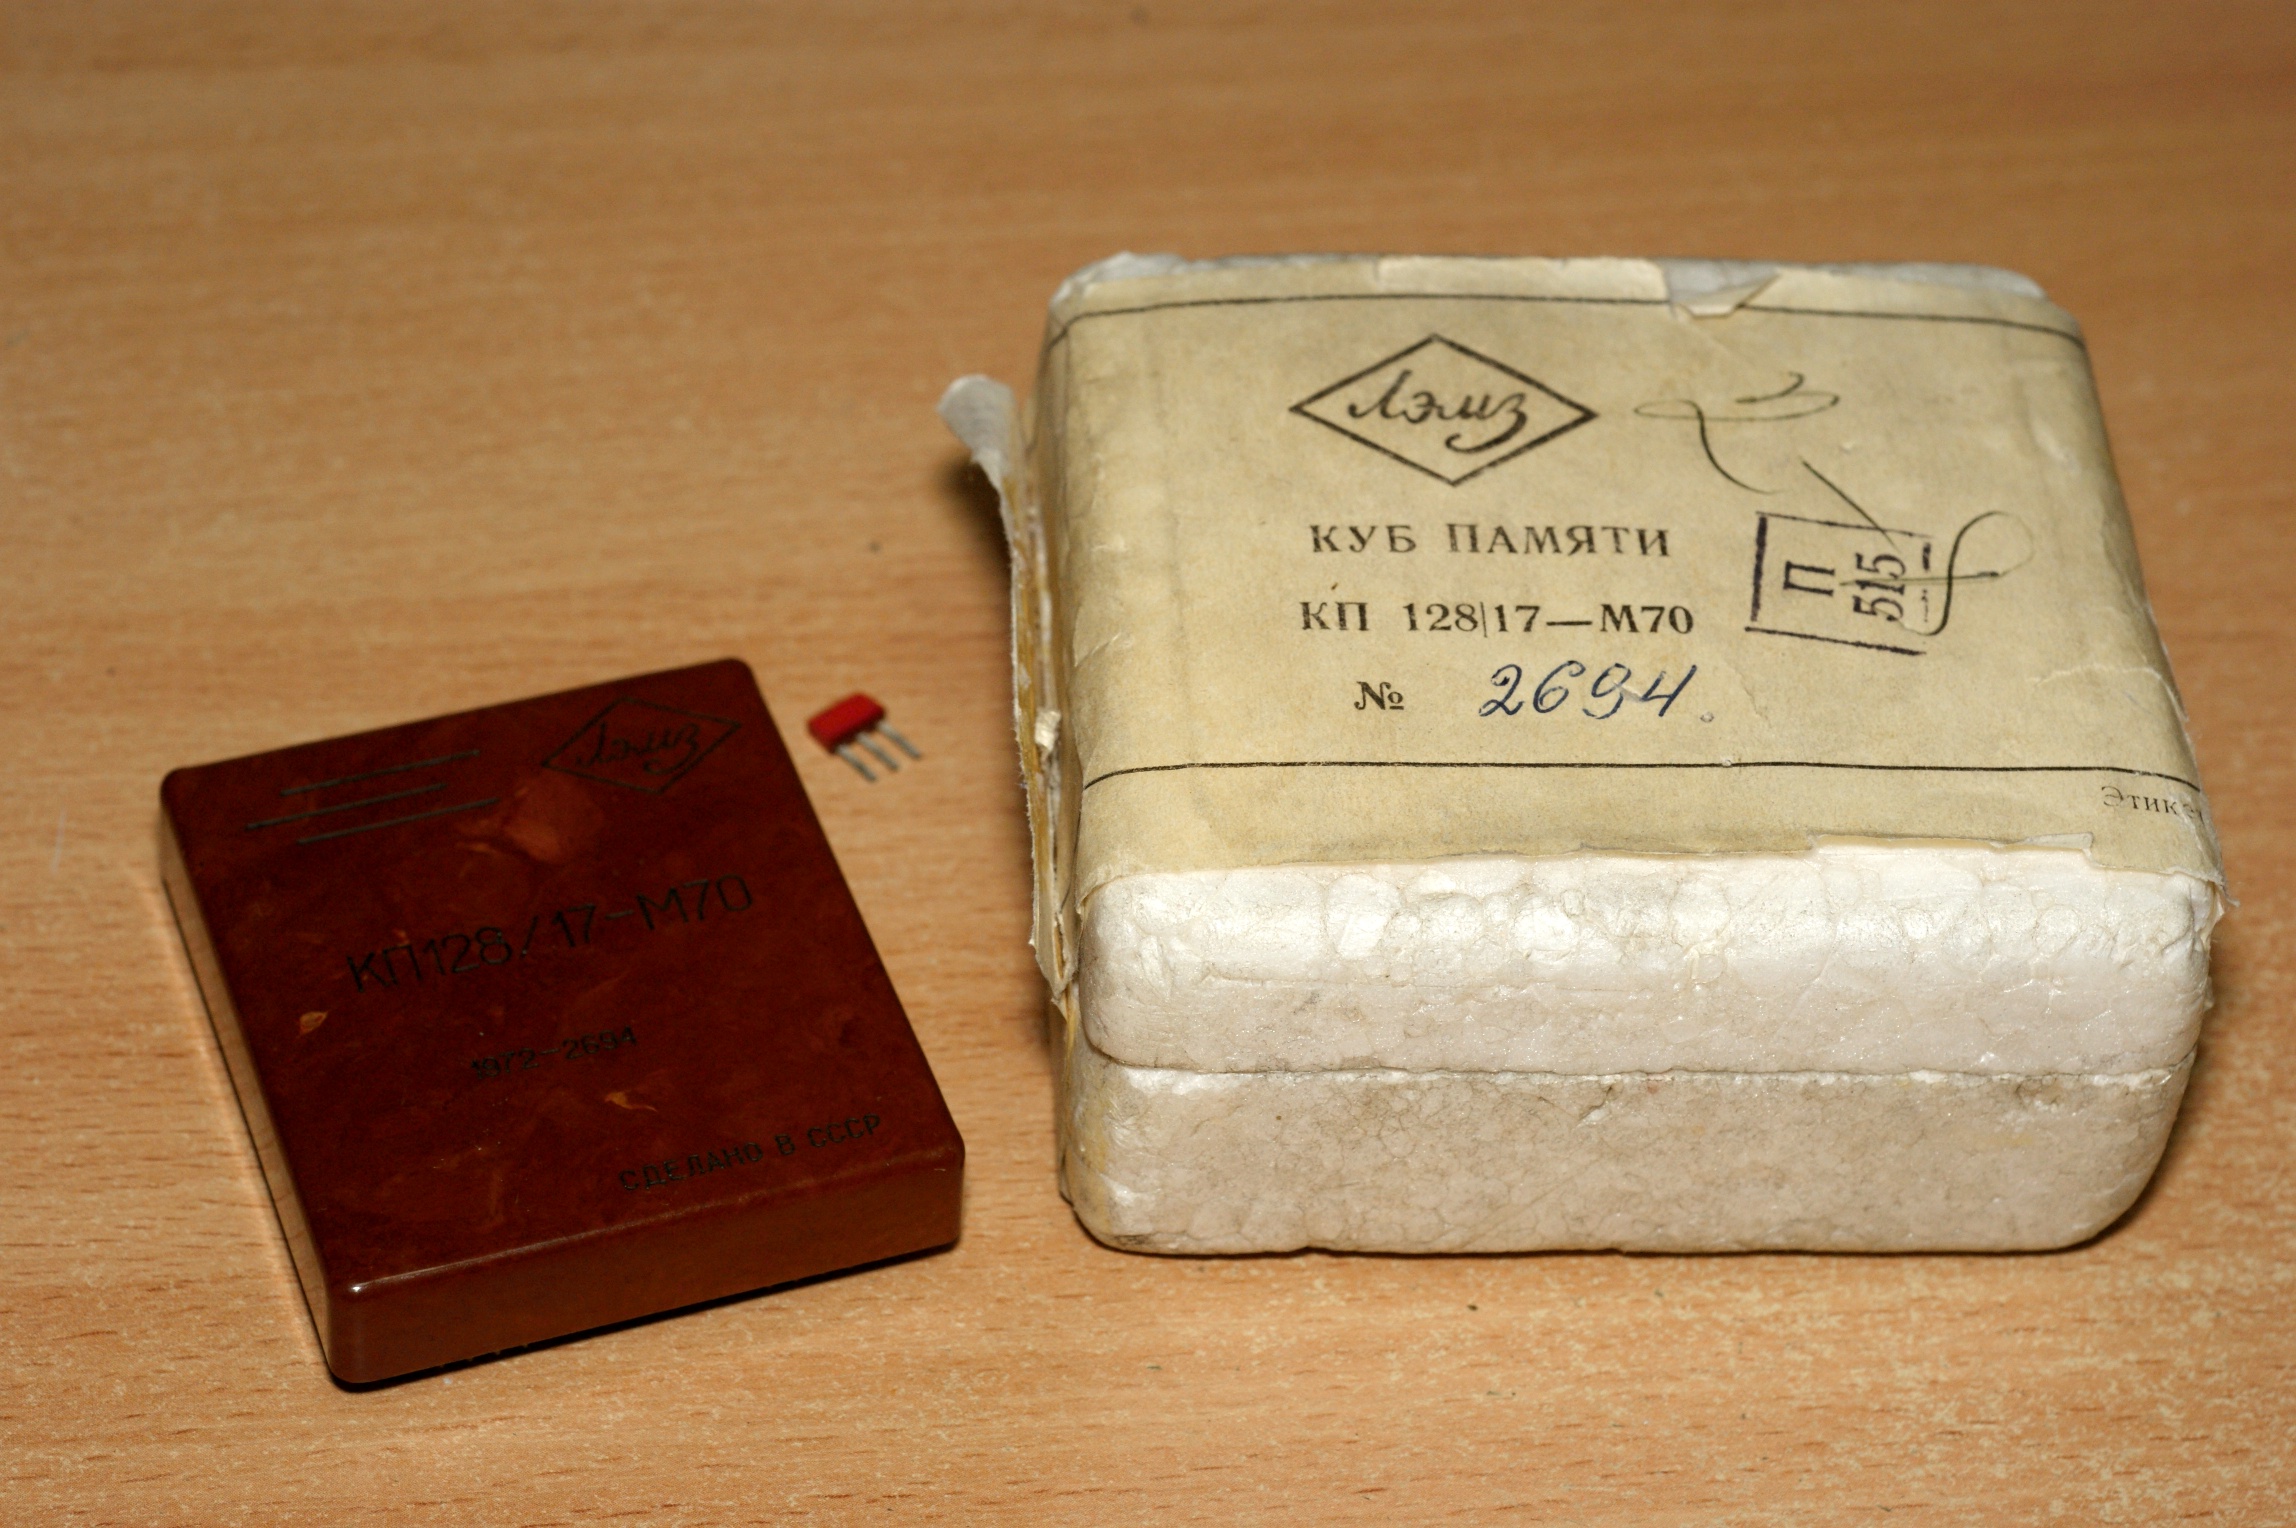 Лэмз
КП128/17-М70
1972-2694
СДЕЛАНО В СССР
Лэмз
КУБ ПАМЯТИ
КП 128|17—М70
№ 2694.
П
515